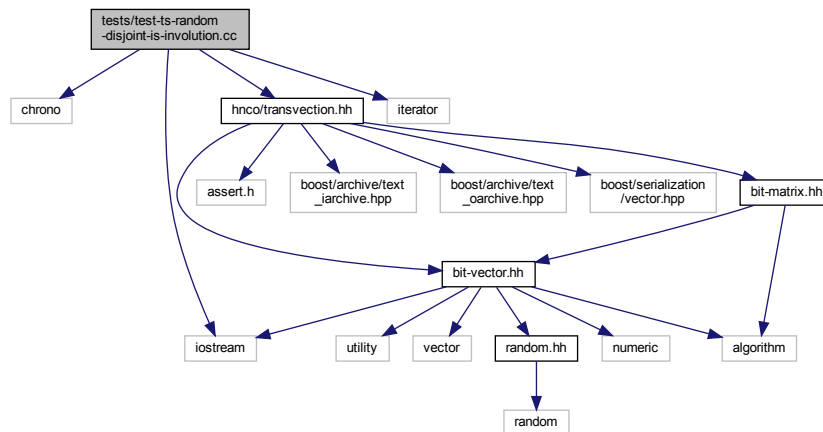 tests/test-ts-random
-disjoint-is-involution.cc
chrono
hnco/transvection.hh
iterator
assert.h
boost/archive/text
_iarchive.hpp
boost/archive/text
_oarchive.hpp
boost/serialization
/vector.hpp
bit-matrix.hh
bit-vector.hh
iostream
utility
vector
random.hh
numeric
algorithm
random